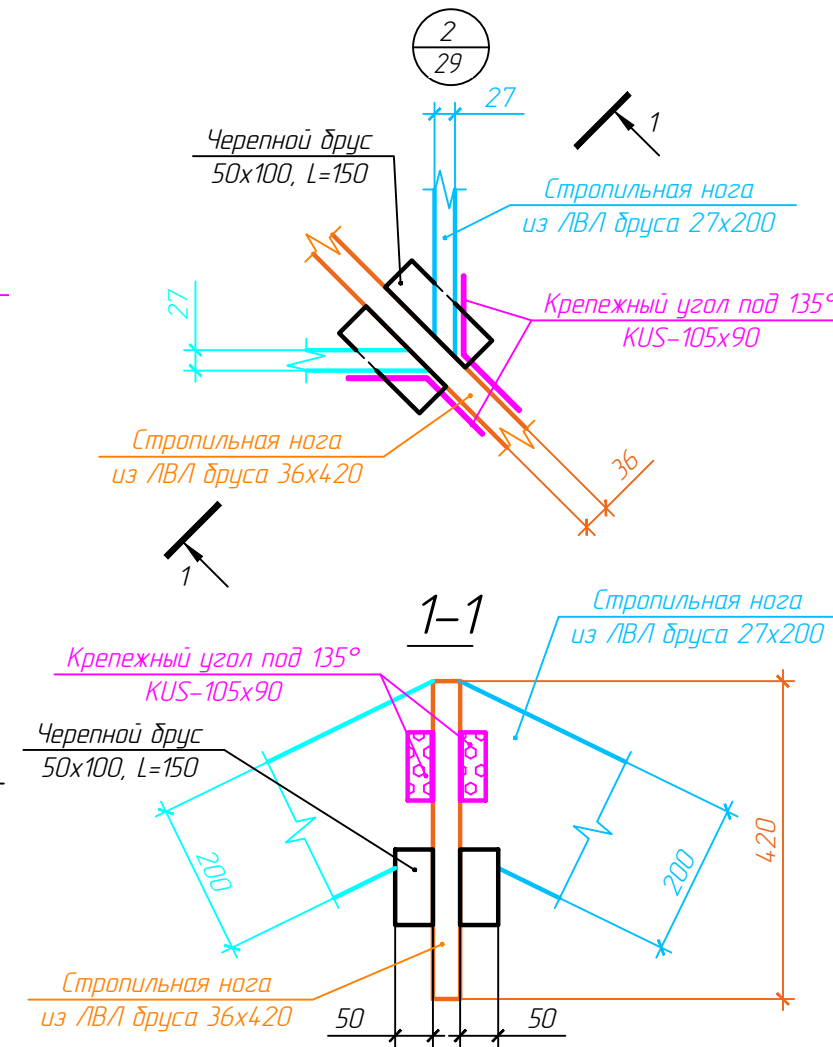 2
29
27
1
Черепной брус
50х100, L=150
Стропильная нога
из ЛВЛ бруса 27х200
27
Крепежный угол под 135°
KUS-105х90
Стропильная нога
из ЛВЛ бруса 36х420
36
1
1-1
Стропильная нога
из ЛВЛ бруса 27х200
Крепежный угол под 135°
KUS-105х90
Черепной брус
50х100, L=150
200
200
420
Стропильная нога
из ЛВЛ бруса 36х420
50
50